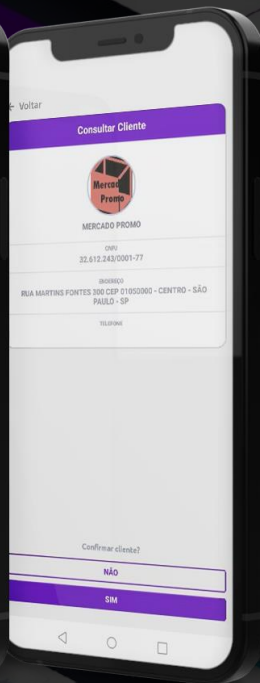 ← Voltar
Consultar Cliente
Mercado
Promo
MERCADO PROMO
CNPJ
32.612.243/0001-77
ENDEREÇO
RUA MARTINS FONTES 200 CEP 01050000 - CENTRO - SÃO
PAULO - SP
TELEFONE
Confirmar cliente?
NÃO
SIM